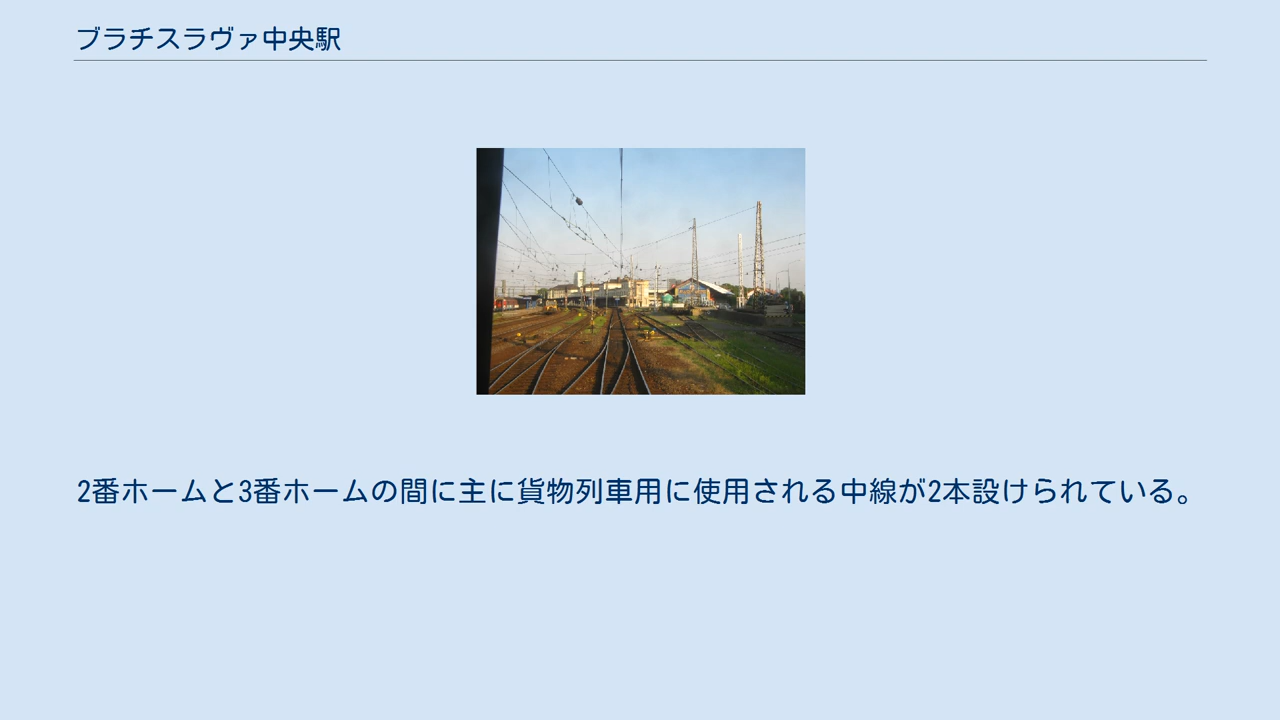 ブラチスラヴァ中央駅
2番ホームと3番ホームの間に主に貨物列車用に使用される中線が2本設けられている。